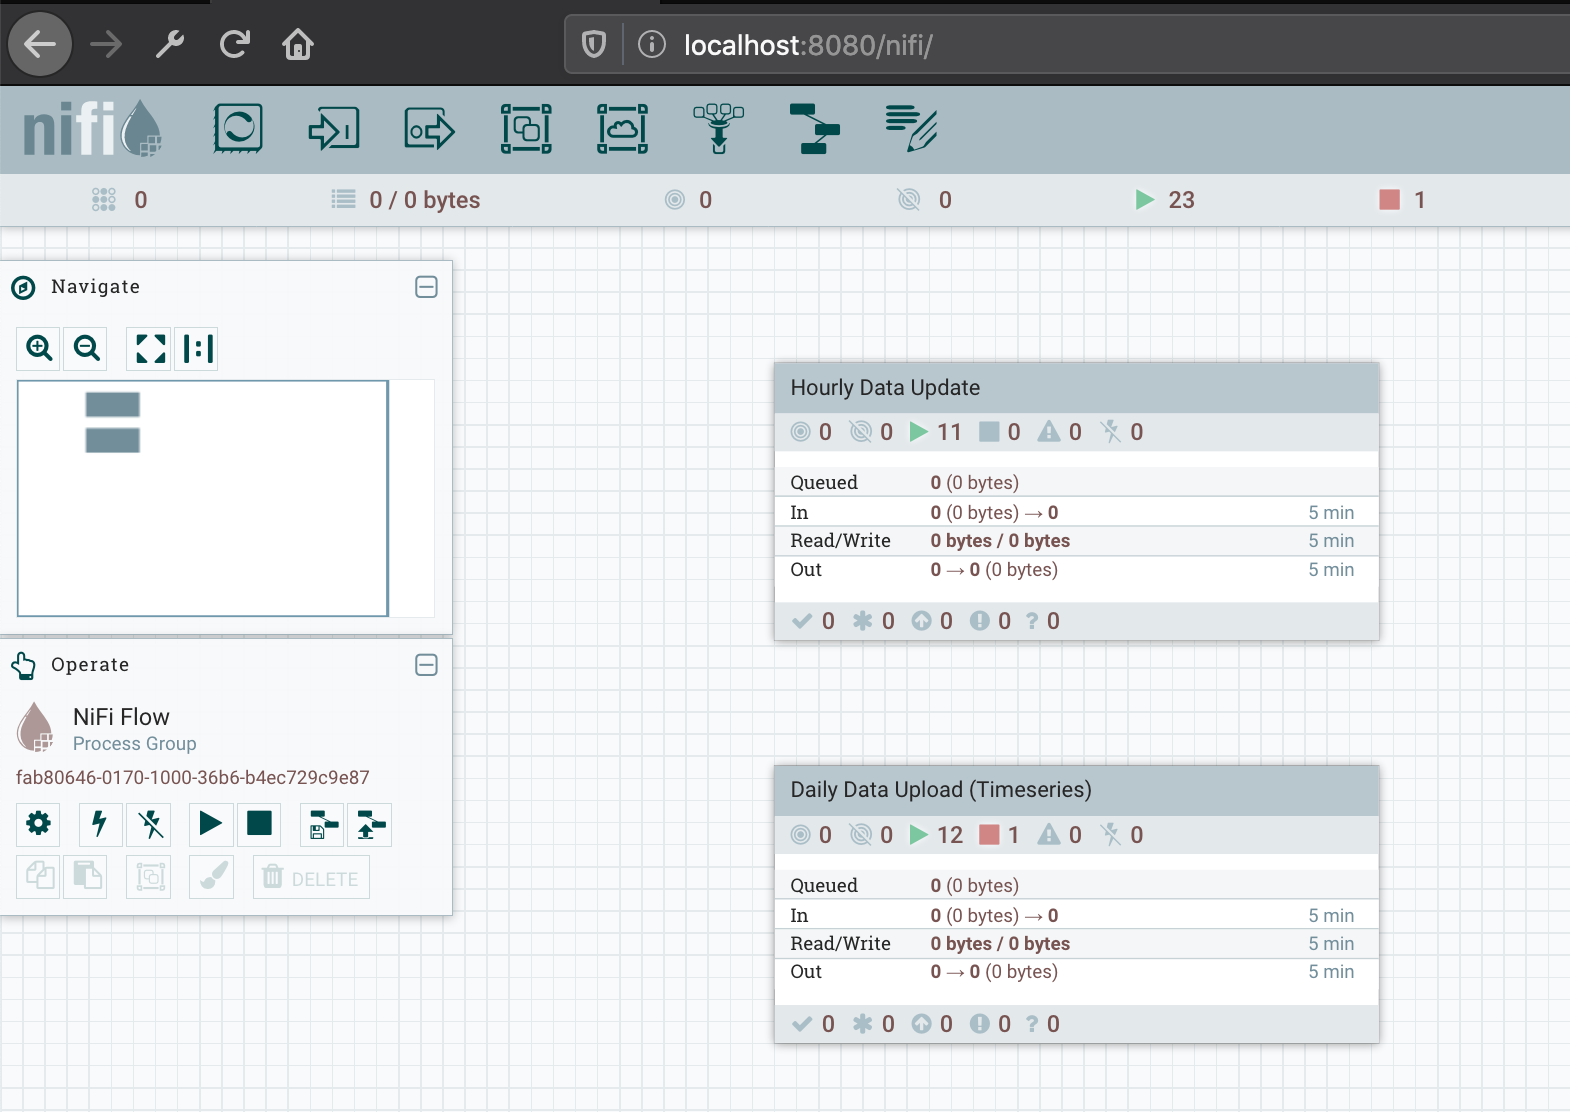 localhost:8080/nifi/
nifi
0 0 / 0 bytes 0 0 23 1
Navigate
Operate
NiFi Flow
Process Group
fab80646-0170-1000-36b6-b4ec729c9e87
DELETE
Hourly Data Update
0 0 11 0 0 0
Queued 0 (0 bytes)
In 0 (0 bytes) → 0 5 min
Read/Write 0 bytes / 0 bytes 5 min
Out 0 → 0 (0 bytes) 5 min
0 0 0 0 ? 0
Daily Data Upload (Timeseries)
0 0 12 1 0 0
Queued 0 (0 bytes)
In 0 (0 bytes) → 0 5 min
Read/Write 0 bytes / 0 bytes 5 min
Out 0 → 0 (0 bytes) 5 min
0 0 0 0 ? 0